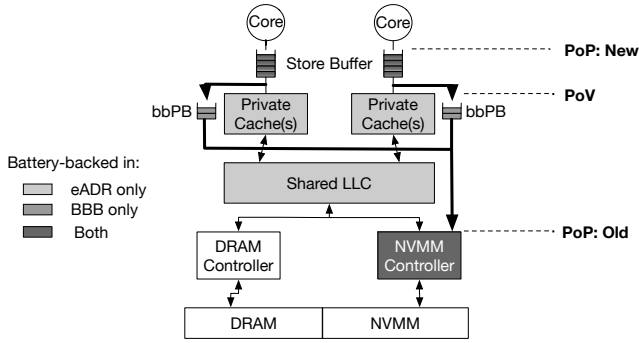 Core
Core
PoP: New
Store Buffer
PoV
bbPB
Private
Cache(s)
Private
Cache(s)
bbPB
Battery-backed in:
eADR only
BBB only
Both
Shared LLC
DRAM
Controller
NVMM
Controller
PoP: Old
DRAM
NVMM